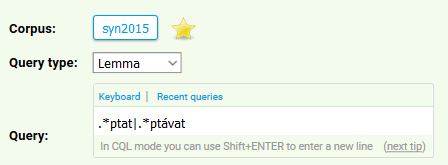 Corpus: syn2015
Query type: Lemma
Keyboard | Recent queries
Query: .*ptat|.*ptávat
In CQL mode you can use Shift+ENTER to enter a new line (next tip)